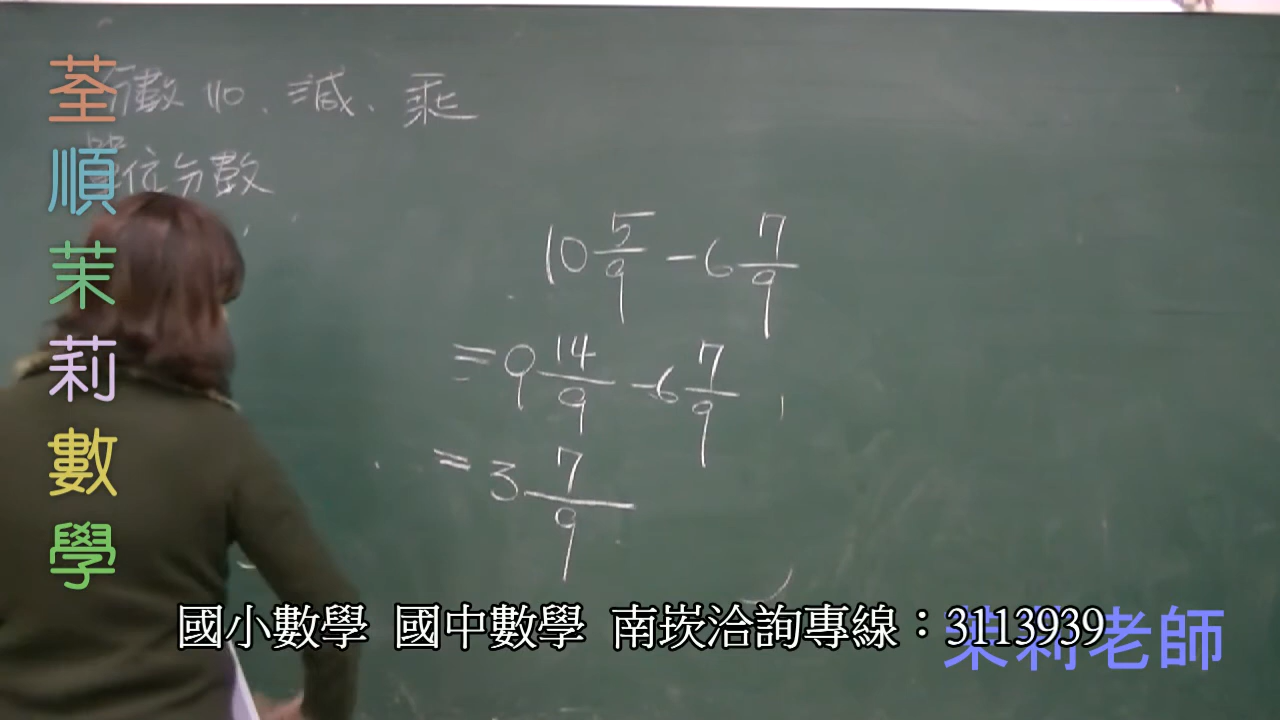 分數加、減、乘
單位分數
10 5/9 - 6 7/9
= 9 14/9 - 6 7/9
= 3 7/9
荃順茉莉數學
國小數學 國中數學 南崁洽詢專線：3113939
茉莉老師